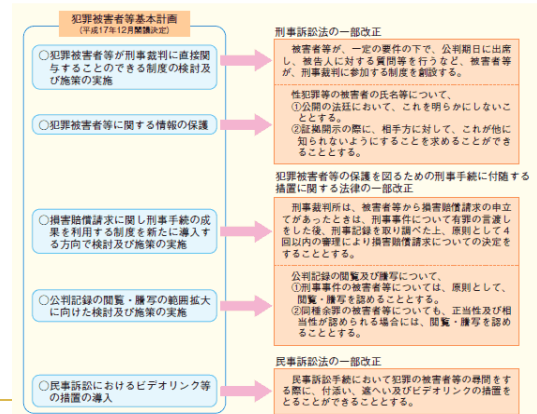 犯罪被害者等基本計画
(平成17年12月閣議決定)
○犯罪被害者等が刑事裁判に直接関
与することのできる制度の検討及
び施策の実施
○犯罪被害者等に関する情報の保護
○損害賠償請求に関し刑事手続の成
果を利用する制度を新たに導入す
る方向で検討及び施策の実施
○公判記録の閲覧・謄写の範囲拡大
に向けた検討及び施策の実施
○民事訴訟におけるビデオリンク等
の措置の導入
刑事訴訟法の一部改正
被害者等が、一定の要件の下で、公判期日に出席
し、被告人に対する質問等を行うなど、被害者等
が、刑事裁判に参加する制度を創設する。
性犯罪等の被害者の氏名等について、
①公開の法廷において、これを明らかにしないこ
ととする。
②証拠開示の際に、相手方に対して、これが他に
知られないようにすることを求めることができ
ることとする。
犯罪被害者等の保護を図るための刑事手続に付随する
措置に関する法律の一部改正
刑事裁判所は、被害者等から損害賠償請求の申立
てがあったときは、刑事事件について有罪の言渡し
をした後、刑事記録を取り調べた上、原則として4
回以内の審理により損害賠償請求についての決定を
することとする。
公判記録の閲覧及び謄写について、
①刑事事件の被害者等については、原則として、
閲覧・謄写を認めることとする。
②同種余罪の被害者等についても、正当性及び相
当性が認められる場合には、閲覧・謄写を認め
ることとする。
民事訴訟法の一部改正
民事訴訟手続において犯罪の被害者等の尋問をす
る際に、付添い、遮へい及びビデオリンクの措置を
とることができることとする。